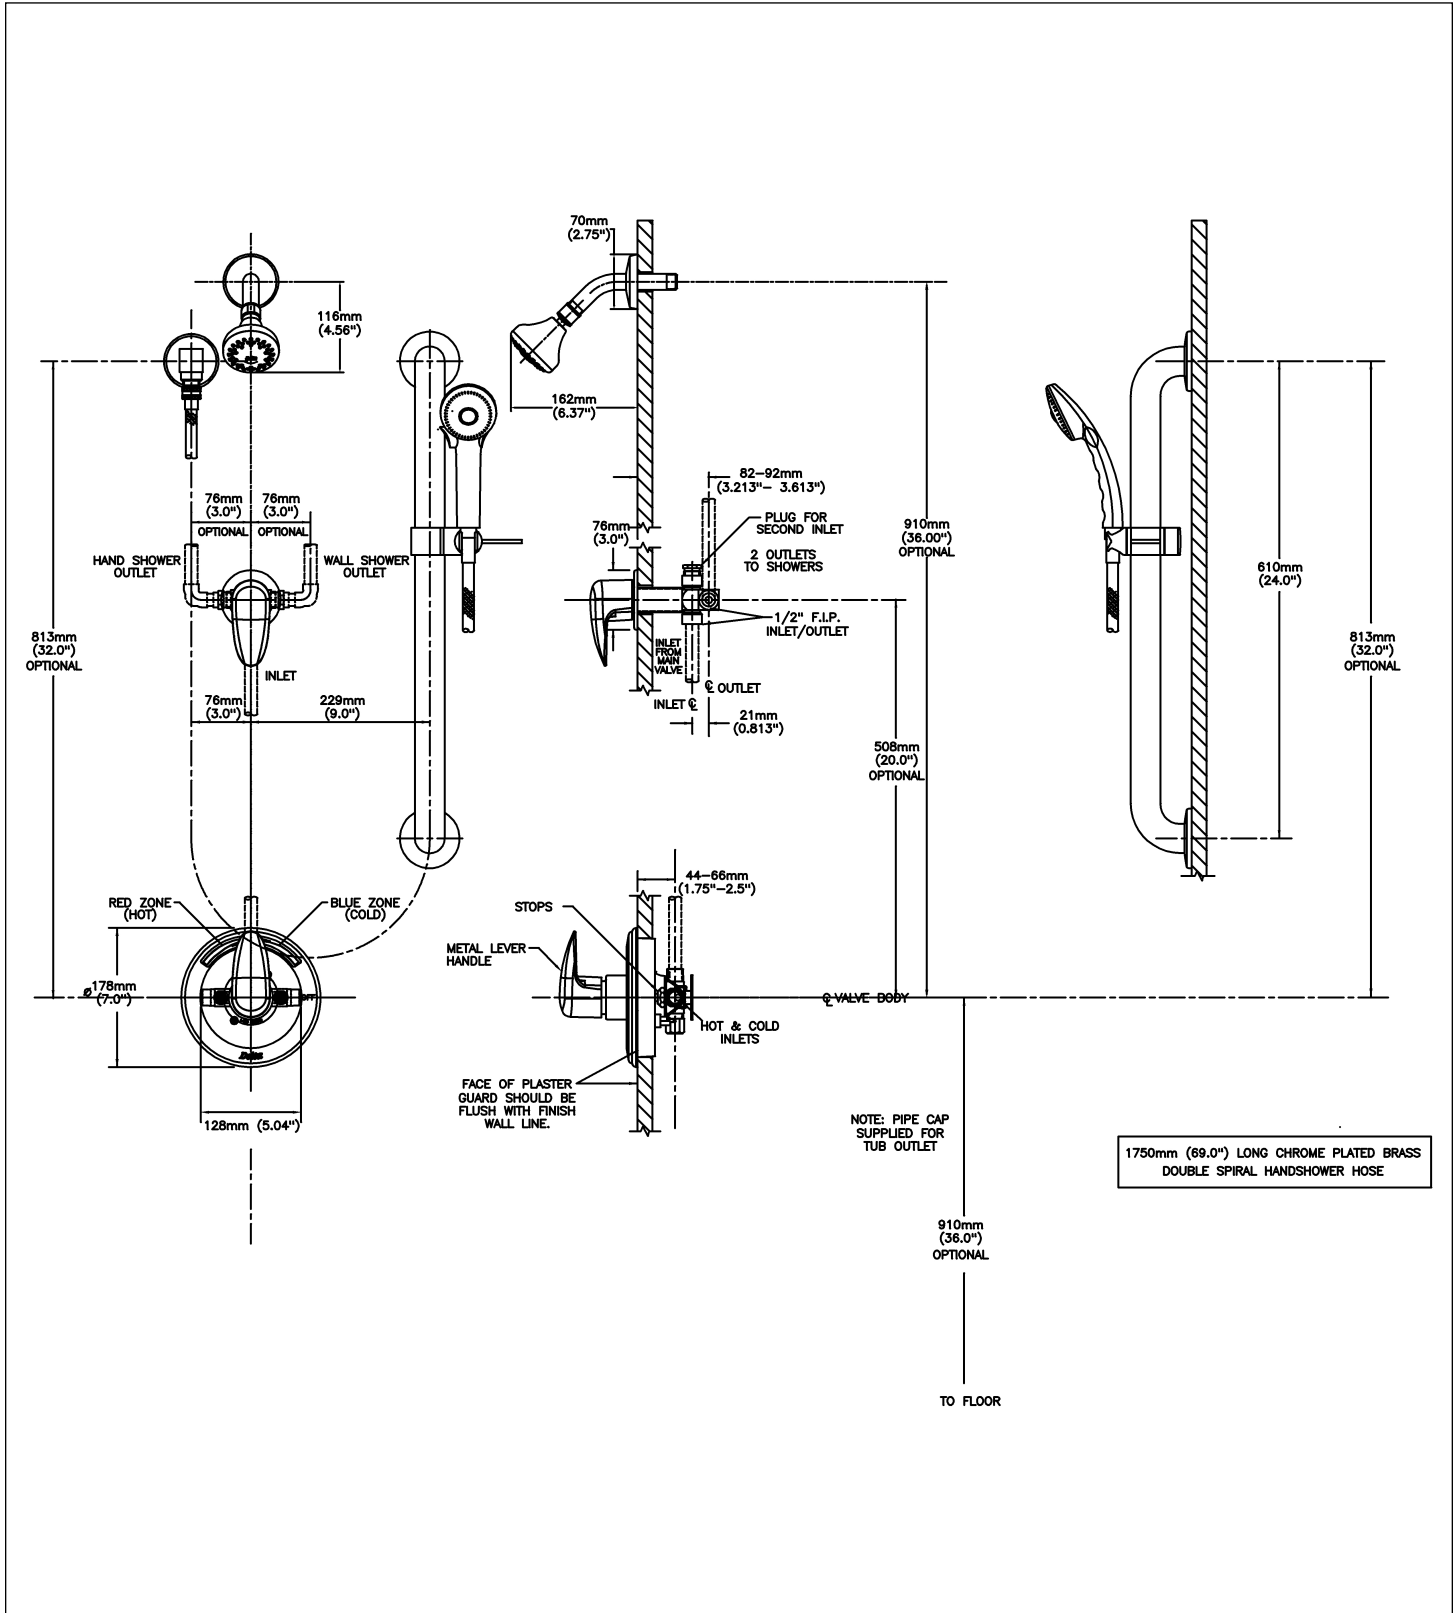 70mm
(2.75")
116mm
(4.56")
162mm
(6.37")
82-92mm
(3.213"- 3.613")
76mm
(3.0")
OPTIONAL
76mm
(3.0")
OPTIONAL
HAND SHOWER
OUTLET
WALL SHOWER
OUTLET
76mm
(3.0")
PLUG FOR
SECOND INLET
2 OUTLETS
TO SHOWERS
910mm
(36.00")
OPTIONAL
610mm
(24.0")
1/2" F.I.P.
INLET/OUTLET
813mm
(32.0")
OPTIONAL
813mm
(32.0")
OPTIONAL
INLET
FROM
MAIN
VALVE
INLET
76mm
(3.0")
229mm
(9.0")
℄ OUTLET
INLET ℄
21mm
(0.813")
508mm
(20.0")
OPTIONAL
44-66mm
(1.75"-2.5")
RED ZONE
(HOT)
BLUE ZONE
(COLD)
STOPS
METAL LEVER
HANDLE
ø178mm
(7.0")
OFF
℄ VALVE BODY
HOT & COLD
INLETS
Delta
FACE OF PLASTER
GUARD SHOULD BE
FLUSH WITH FINISH
WALL LINE.
128mm (5.04")
NOTE: PIPE CAP
SUPPLIED FOR
TUB OUTLET
1750mm (69.0") LONG CHROME PLATED BRASS
DOUBLE SPIRAL HANDSHOWER HOSE
910mm
(36.0")
OPTIONAL
TO FLOOR